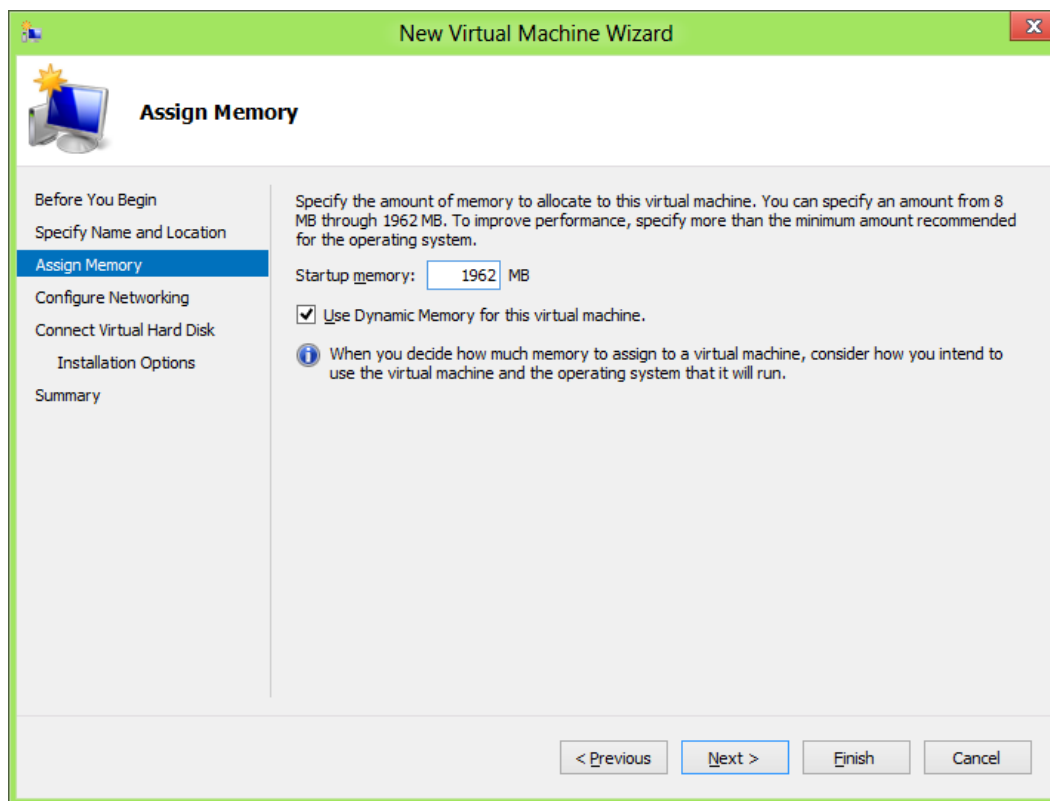 New Virtual Machine Wizard
x
Assign Memory
Before You Begin
Specify Name and Location
Assign Memory
Configure Networking
Connect Virtual Hard Disk
Installation Options
Summary
Specify the amount of memory to allocate to this virtual machine. You can specify an amount from 8
MB through 1962 MB. To improve performance, specify more than the minimum amount recommended
for the operating system.
Startup memory: 1962 MB
Use Dynamic Memory for this virtual machine.
When you decide how much memory to assign to a virtual machine, consider how you intend to
use the virtual machine and the operating system that it will run.
< Previous Next > Finish Cancel